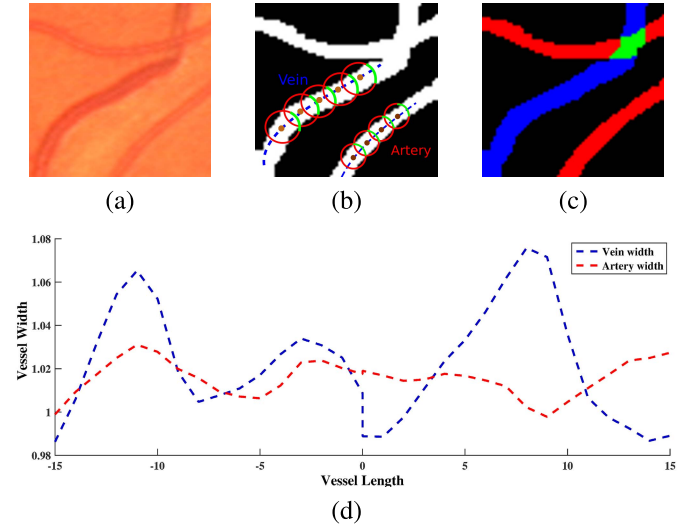 Vein
Artery
(a)
(b)
(c)
1.08
1.06
1.04
1.02
1
0.98
Vessel Width
Vein width
Artery width
-15
-10
-5
0
5
10
15
Vessel Length
(d)